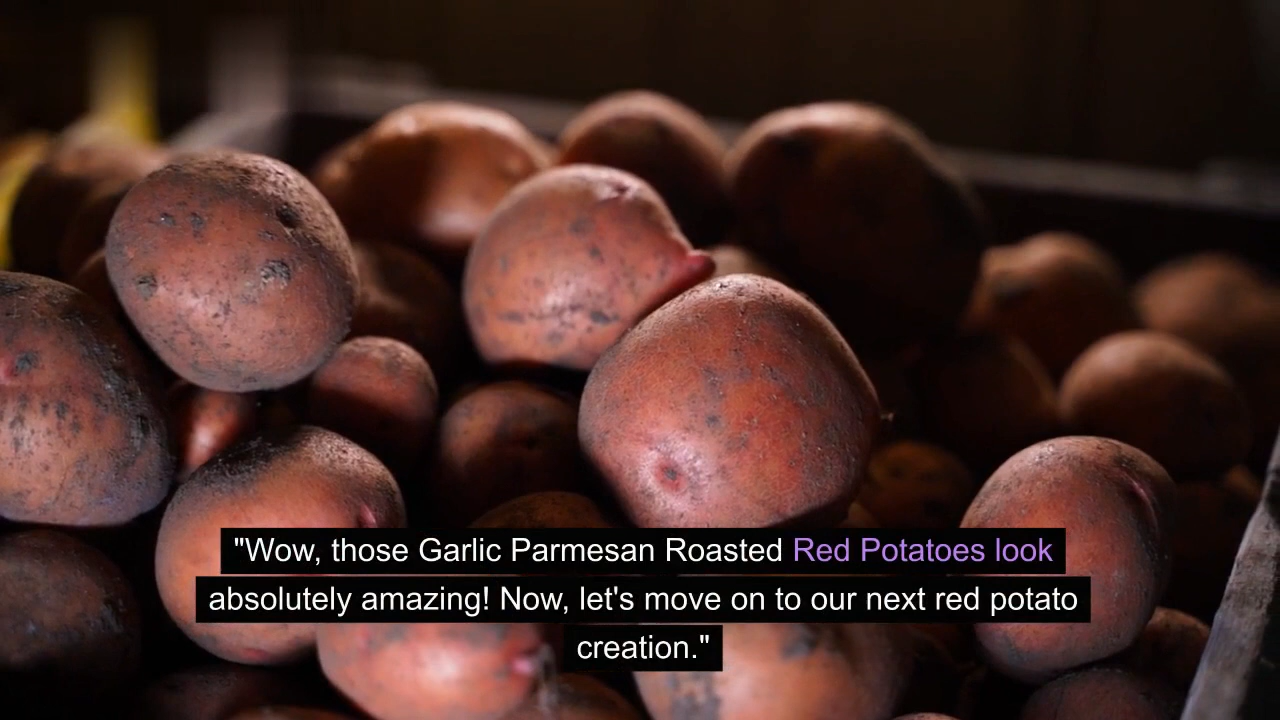 "Wow, those Garlic Parmesan Roasted Red Potatoes look
absolutely amazing! Now, let's move on to our next red potato
creation."